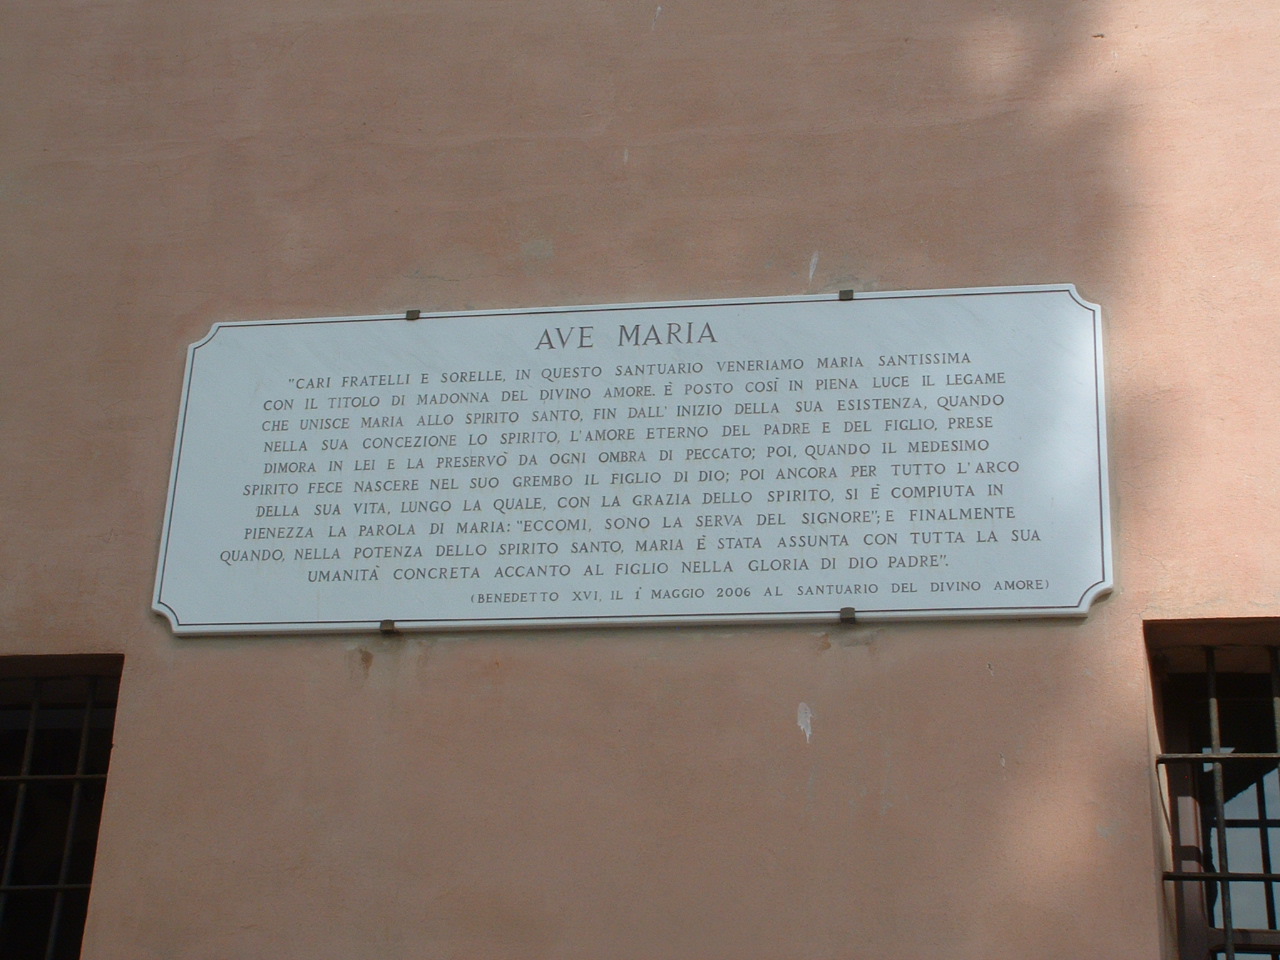 AVE MARIA
"CARI FRATELLI E SORELLE, IN QUESTO SANTUARIO VENERIAMO MARIA SANTISSIMA
CON IL TITOLO DI MADONNA DEL DIVINO AMORE. È POSTO COSÌ IN PIENA LUCE IL LEGAME
CHE UNISCE MARIA ALLO SPIRITO SANTO, FIN DALL'INIZIO DELLA SUA ESISTENZA, QUANDO
NELLA SUA CONCEZIONE, LO SPIRITO, L'AMORE ETERNO DEL PADRE E DEL FIGLIO, PRESE
DIMORA IN LEI E LA PRESERVÒ DA OGNI OMBRA DI PECCATO; POI, QUANDO IL MEDESIMO
SPIRITO FECE NASCERE NEL SUO GREMBO IL FIGLIO DI DIO; POI ANCORA PER TUTTO L'ARCO
DELLA SUA VITA, LUNGO LA QUALE, CON LA GRAZIA DELLO SPIRITO, SI È COMPIUTA IN
PIENEZZA LA PAROLA DI MARIA: "ECCOMI, SONO LA SERVA DEL SIGNORE"; E FINALMENTE
QUANDO, NELLA POTENZA DELLO SPIRITO SANTO, MARIA È STATA ASSUNTA, CON TUTTA LA SUA
UMANITÀ CONCRETA, ACCANTO AL FIGLIO NELLA GLORIA DI DIO PADRE".
(BENEDETTO XVI, IL 1° MAGGIO 2006 AL SANTUARIO DEL DIVINO AMORE)